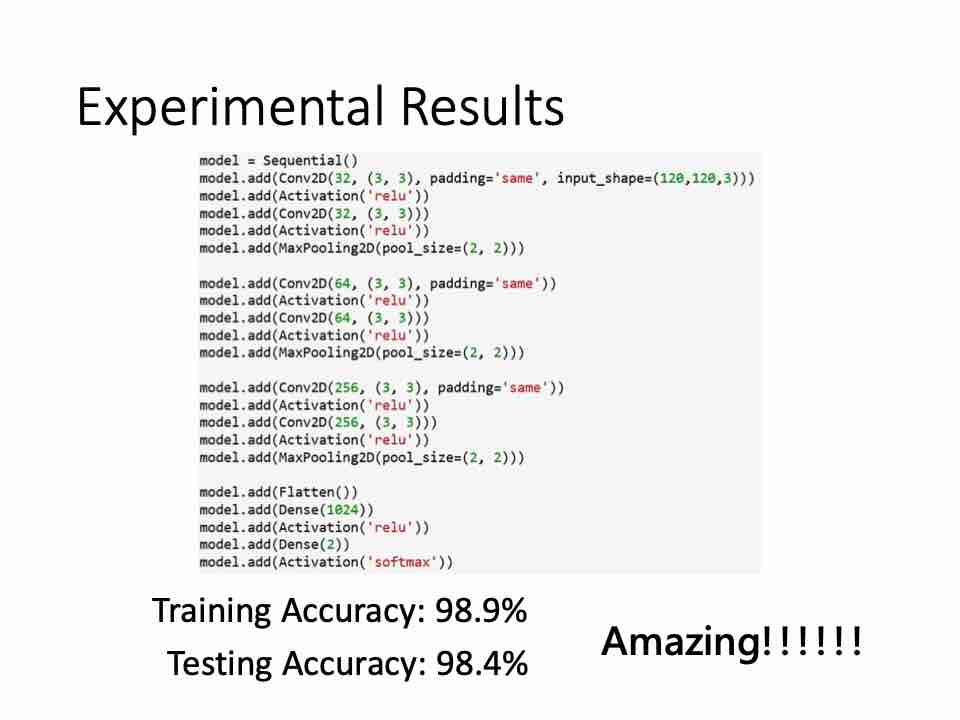 Experimental Results
model = Sequential()
model.add(Conv2D(32, (3, 3), padding='same', input_shape=(120,120,3)))
model.add(Activation('relu'))
model.add(Conv2D(32, (3, 3)))
model.add(Activation('relu'))
model.add(MaxPooling2D(pool_size=(2, 2)))
model.add(Conv2D(64, (3, 3), padding='same'))
model.add(Activation('relu'))
model.add(Conv2D(64, (3, 3)))
model.add(Activation('relu'))
model.add(MaxPooling2D(pool_size=(2, 2)))
model.add(Conv2D(256, (3, 3), padding='same'))
model.add(Activation('relu'))
model.add(Conv2D(256, (3, 3)))
model.add(Activation('relu'))
model.add(MaxPooling2D(pool_size=(2, 2)))
model.add(Flatten())
model.add(Dense(1024))
model.add(Activation('relu'))
model.add(Dense(2))
model.add(Activation('softmax'))
Training Accuracy: 98.9%
Testing Accuracy: 98.4%
Amazing!!!!!!